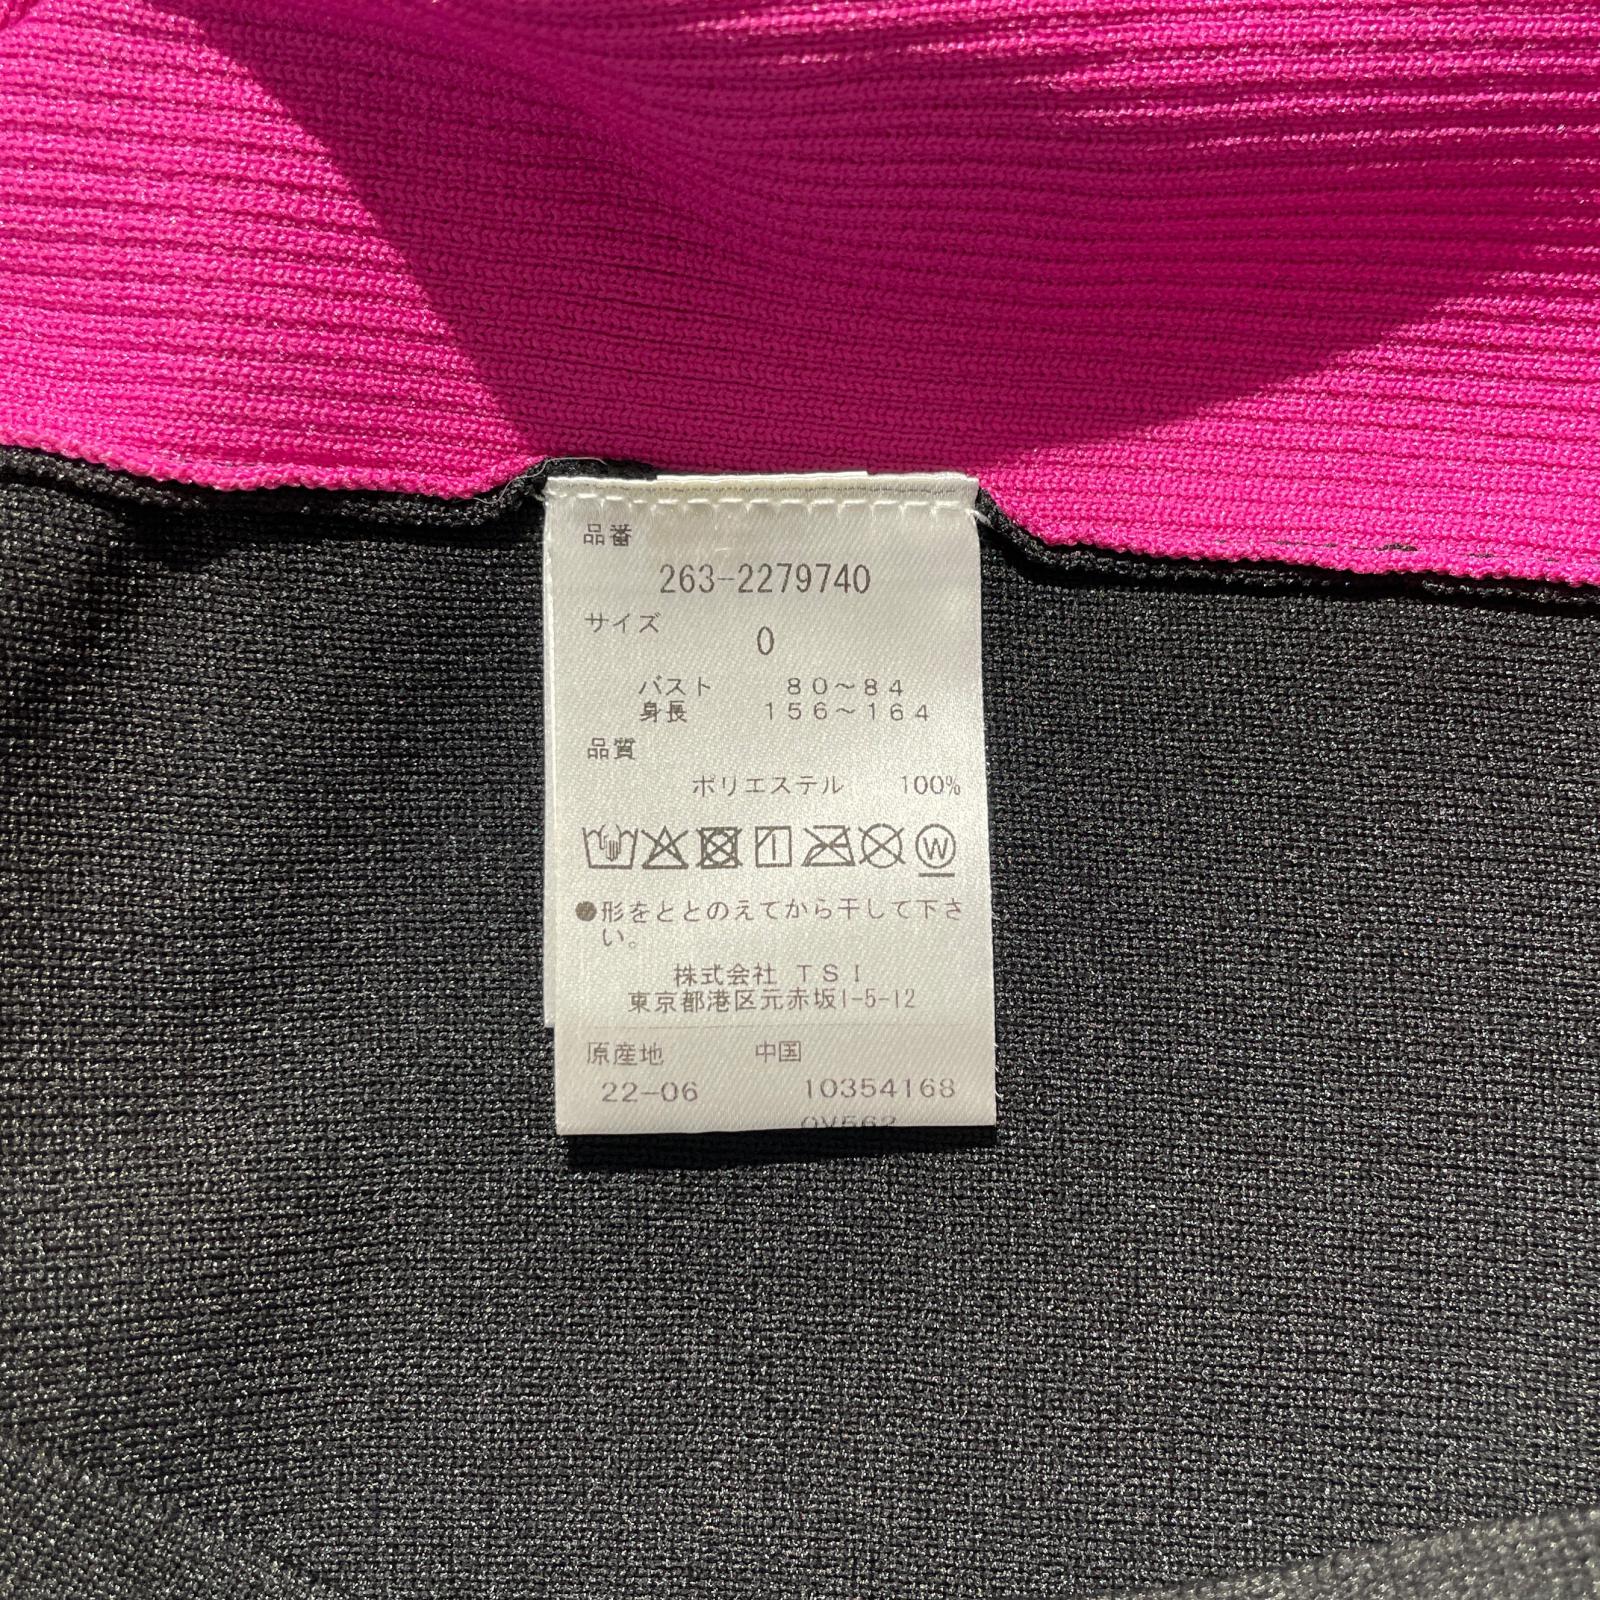 品番
263-2279740
サイズ
0
バスト 80〜84
身長 156〜164
品質
ポリエステル 100%
W
●形をととのえてから干して下さ
い。
株式会社 TSI
東京都港区元赤坂1-5-12
原産地 中国
22-06 10354168